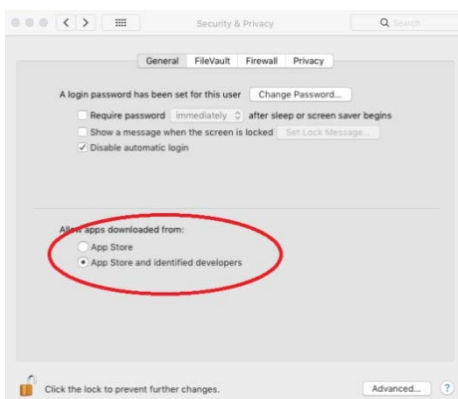 Security & Privacy
Search
General FileVault Firewall Privacy
A login password has been set for this user Change Password...
Require password immediately after sleep or screen saver begins
Show a message when the screen is locked Set Lock Message...
Disable automatic login
Allow apps downloaded from:
App Store
App Store and identified developers
Click the lock to prevent further changes.
Advanced... ?